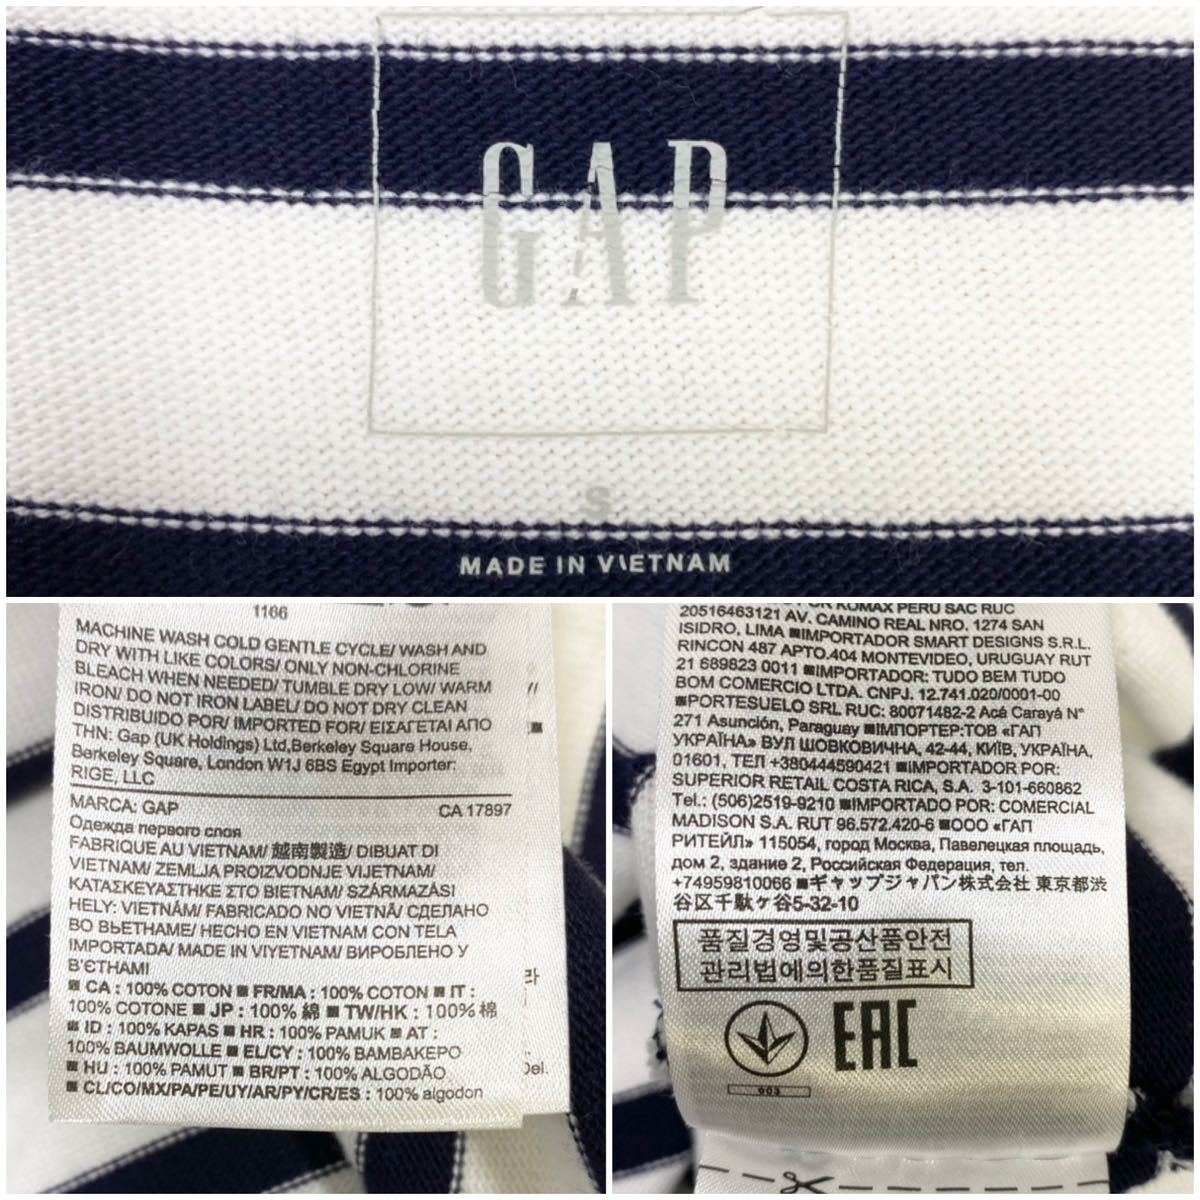 GAP
S
MADE IN VIETNAM
1166
MACHINE WASH COLD GENTLE CYCLE/ WASH AND
DRY WITH LIKE COLORS/ ONLY NON-CHLORINE
BLEACH WHEN NEEDED/ TUMBLE DRY LOW/ WARM
IRON/ DO NOT IRON LABEL/ DO NOT DRY CLEAN
DISTRIBUIDO POR/ IMPORTED FOR/ ΕΙΣΑΓΕΤΑΙ ΑΠΟ
ΤΗΝ: Gap (UK Holdings) Ltd,Berkeley Square House,
Berkeley Square, London W1J 6BS Egypt Importer:
RIGE, LLC
MARCA: GAP CA 17897
Одежда первого слоя
FABRIQUE AU VIETNAM/ 越南製造/ DIBUAT DI
VIETNAM/ ZEMLJA PROIZVODNJE VIJETNAM/
ΚΑΤΑΣΚΕΥΑΣΤΗΚΕ ΣΤΟ ΒΙΕΤΝΑΜ/ SZÁRMAZÁSI
HELY: VIETNÁM/ FABRICADO NO VIETNÃ/ СДЕЛАНО
ВО ВЬЕТНАМЕ/ HECHO EN VIETNAM CON TELA
IMPORTADA/ MADE IN VIYETNAM/ ВИРОБЛЕНО У
В'ЄТНАМІ
■ CA : 100% COTON ■ FR/MA : 100% COTON ■ IT :
100% COTONE ■ JP : 100% 綿 ■ TW/HK : 100% 棉
■ ID : 100% KAPAS ■ HR : 100% PAMUK ■ AT :
100% BAUMWOLLE ■ EL/CY : 100% ΒΑΜΒΑΚΕΡΟ
■ HU : 100% PAMUT ■ BR/PT : 100% ALGODÃO
■ CL/CO/MX/PA/PE/UY/AR/PY/CR/ES : 100% algodon
라
Del.
KOMAX PERU SAC RUC
20516463121 AV. CAMINO REAL NRO. 1274 SAN
ISIDRO, LIMA ■IMPORTADOR SMART DESIGNS S.R.L.
RINCON 487 APTO.404 MONTEVIDEO, URUGUAY RUT
21 689823 0011 ■IMPORTADOR: TUDO BEM TUDO
BOM COMERCIO LTDA. CNPJ. 12.741.020/0001-00
■PORTESUELO SRL RUC: 80071482-2 Acá Carayá N°
271 Asunción, Paraguay ■ІМПОРТЕР:ТОВ «ГАП
УКРАЇНА» ВУЛ ШОВКОВИЧНА, 42-44, КИЇВ, УКРАЇНА,
01601, ТЕЛ +380444590421 ■IMPORTADOR POR:
SUPERIOR RETAIL COSTA RICA, S.A. 3-101-660862
Tel.: (506)2519-9210 ■IMPORTADO POR: COMERCIAL
MADISON S.A. RUT 96.572.420-6 ■ООО «ГАП
РИТЕЙЛ» 115054, город Москва, Павелецкая площадь,
дом 2, здание 2, Российская Федерация, тел.
+74959810066 ■ギャップジャパン株式会社 東京都渋
谷区千駄ヶ谷5-32-10
품질경영및공산품안전
관리법에의한품질표시
EAC
003